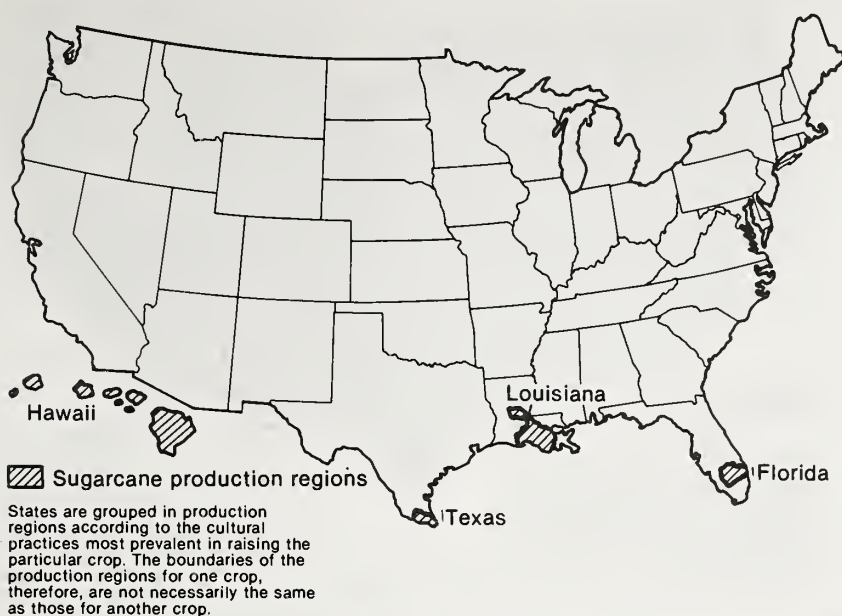 Louisiana
Hawaii
Sugarcane production regions
Florida
Texas
States are grouped in production
regions according to the cultural
practices most prevalent in raising the
particular crop. The boundaries of the
production regions for one crop,
therefore, are not necessarily the same
as those for another crop.